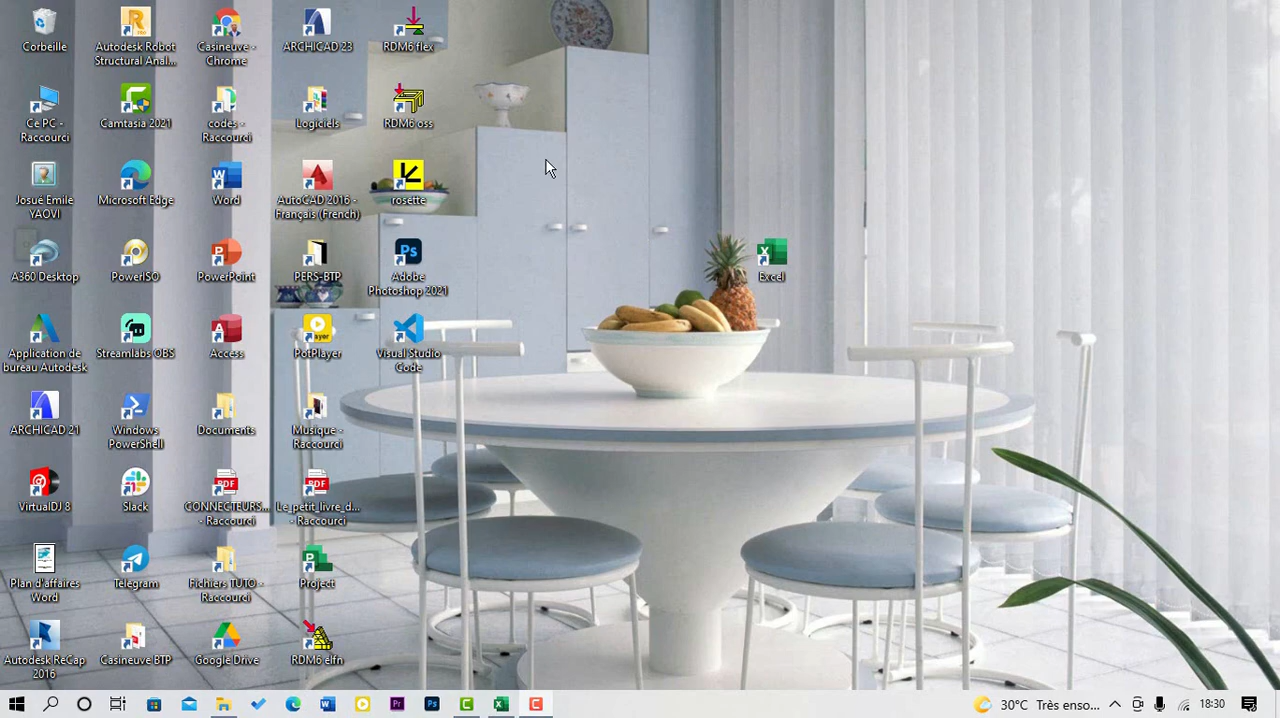 Corbeille
Autodesk Robot
Structural Anal...
Casineuve -
Chrome
ARCHICAD 23
RDM6 flex
Ce PC -
Raccourci
Camtasia 2021
codes -
Raccourci
Logiciels
RDM6 oss
Josué Emile
YAOVI
Microsoft Edge
Word
AutoCAD 2016 -
Français (French)
rosette
A360 Desktop
PowerISO
PowerPoint
PERS-BTP
Adobe
Photoshop 2021
Excel
Application de
bureau Autodesk
Streamlabs OBS
Access
PotPlayer
Visual Studio
Code
ARCHICAD 21
Windows
PowerShell
Documents
Musique -
Raccourci
VirtualDJ 8
Slack
CONNECTEURS...
- Raccourci
Le_petit_livre_d...
- Raccourci
Plan d'affaires
Word
Telegram
Fichiers TUTO -
Raccourci
Project
Autodesk ReCap
2016
Casineuve BTP
Google Drive
RDM6 elfn
30°C Très enso... 18:30